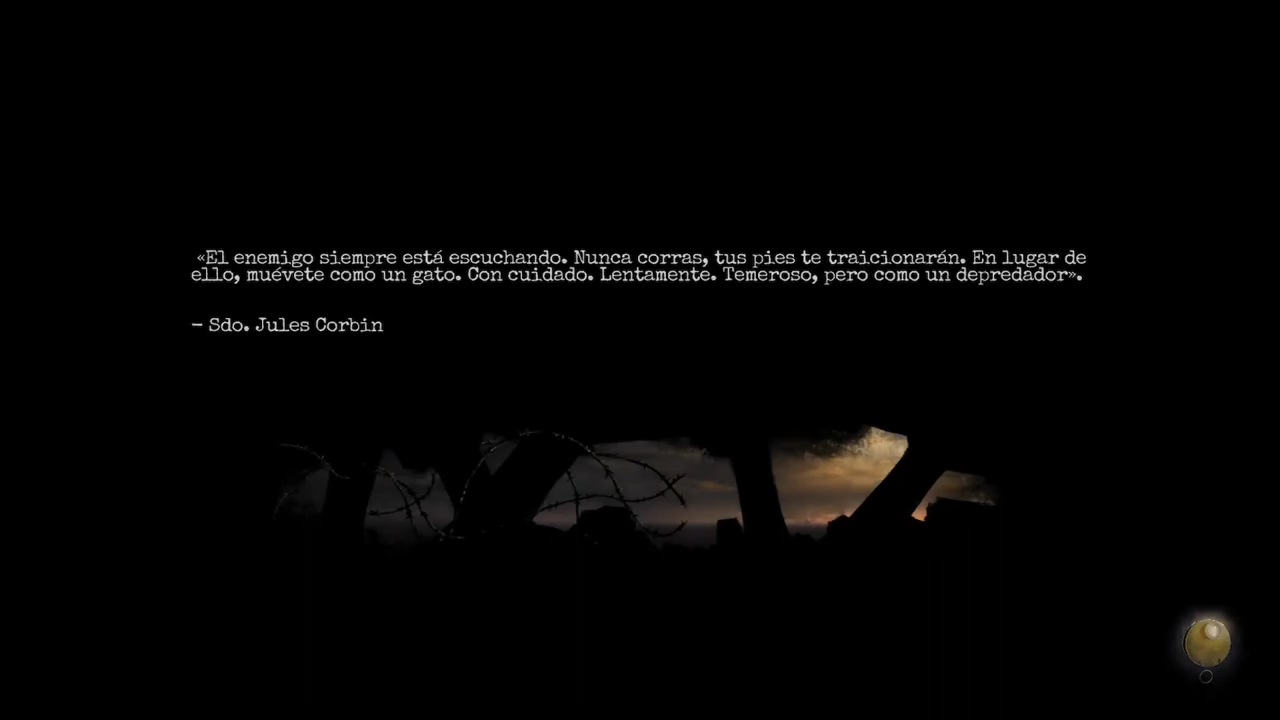 «El enemigo siempre está escuchando. Nunca corras, tus pies te traicionarán. En lugar de
ello, muévete como un gato. Con cuidado. Lentamente. Temeroso, pero como un depredador».
— Sdo. Jules Corbin